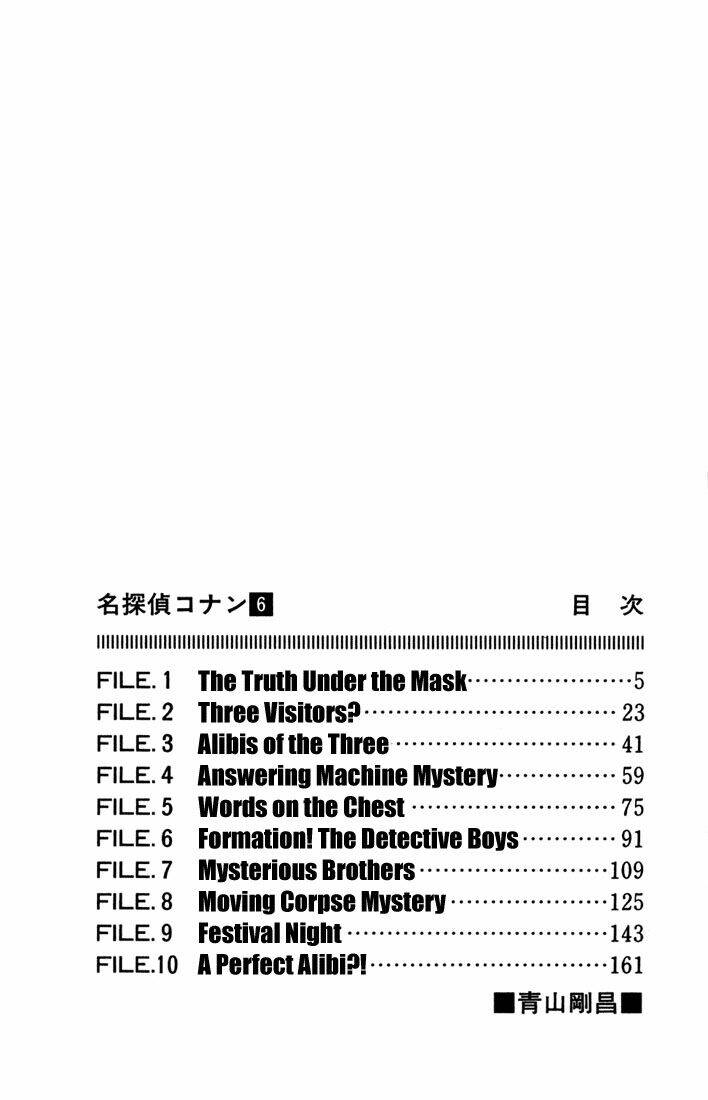 名探偵コナン6 目 次
FILE.1 The Truth Under the Mask 5
FILE.2 Three Visitors? 23
FILE.3 Alibis of the Three 41
FILE.4 Answering Machine Mystery 59
FILE.5 Words on the Chest 75
FILE.6 Formation! The Detective Boys 91
FILE.7 Mysterious Brothers 109
FILE.8 Moving Corpse Mystery 125
FILE.9 Festival Night 143
FILE.10 A Perfect Alibi?! 161
■青山剛昌■